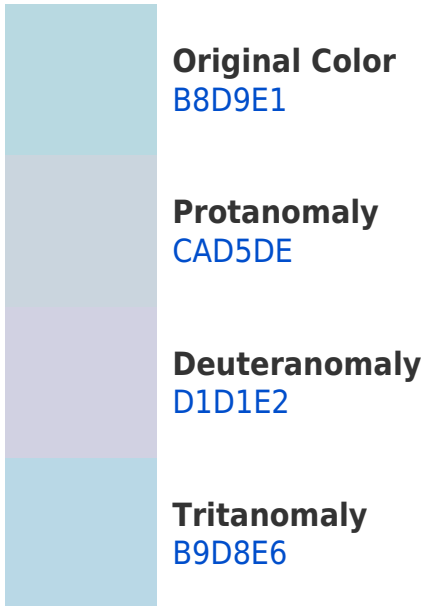 Original Color
B8D9E1
Protanomaly
CAD5DE
Deuteranomaly
D1D1E2
Tritanomaly
B9D8E6